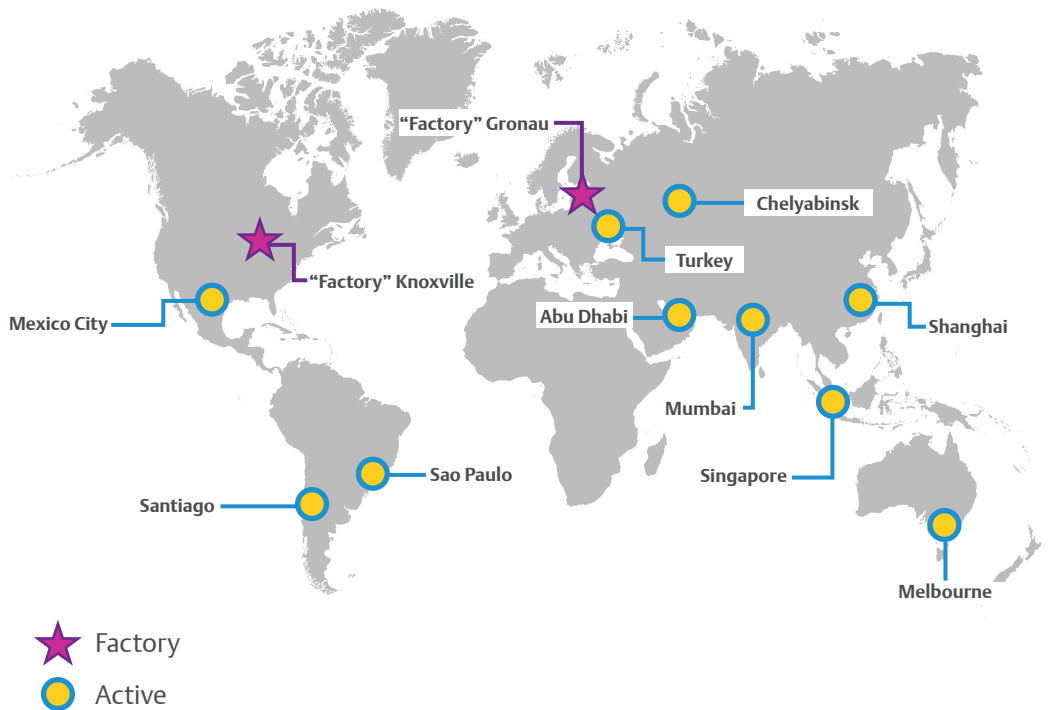 “Factory” Gronau
Chelyabinsk
Turkey
“Factory” Knoxville
Abu Dhabi
Mexico City
Shanghai
Mumbai
Sao Paulo
Singapore
Santiago
Melbourne
Factory
Active